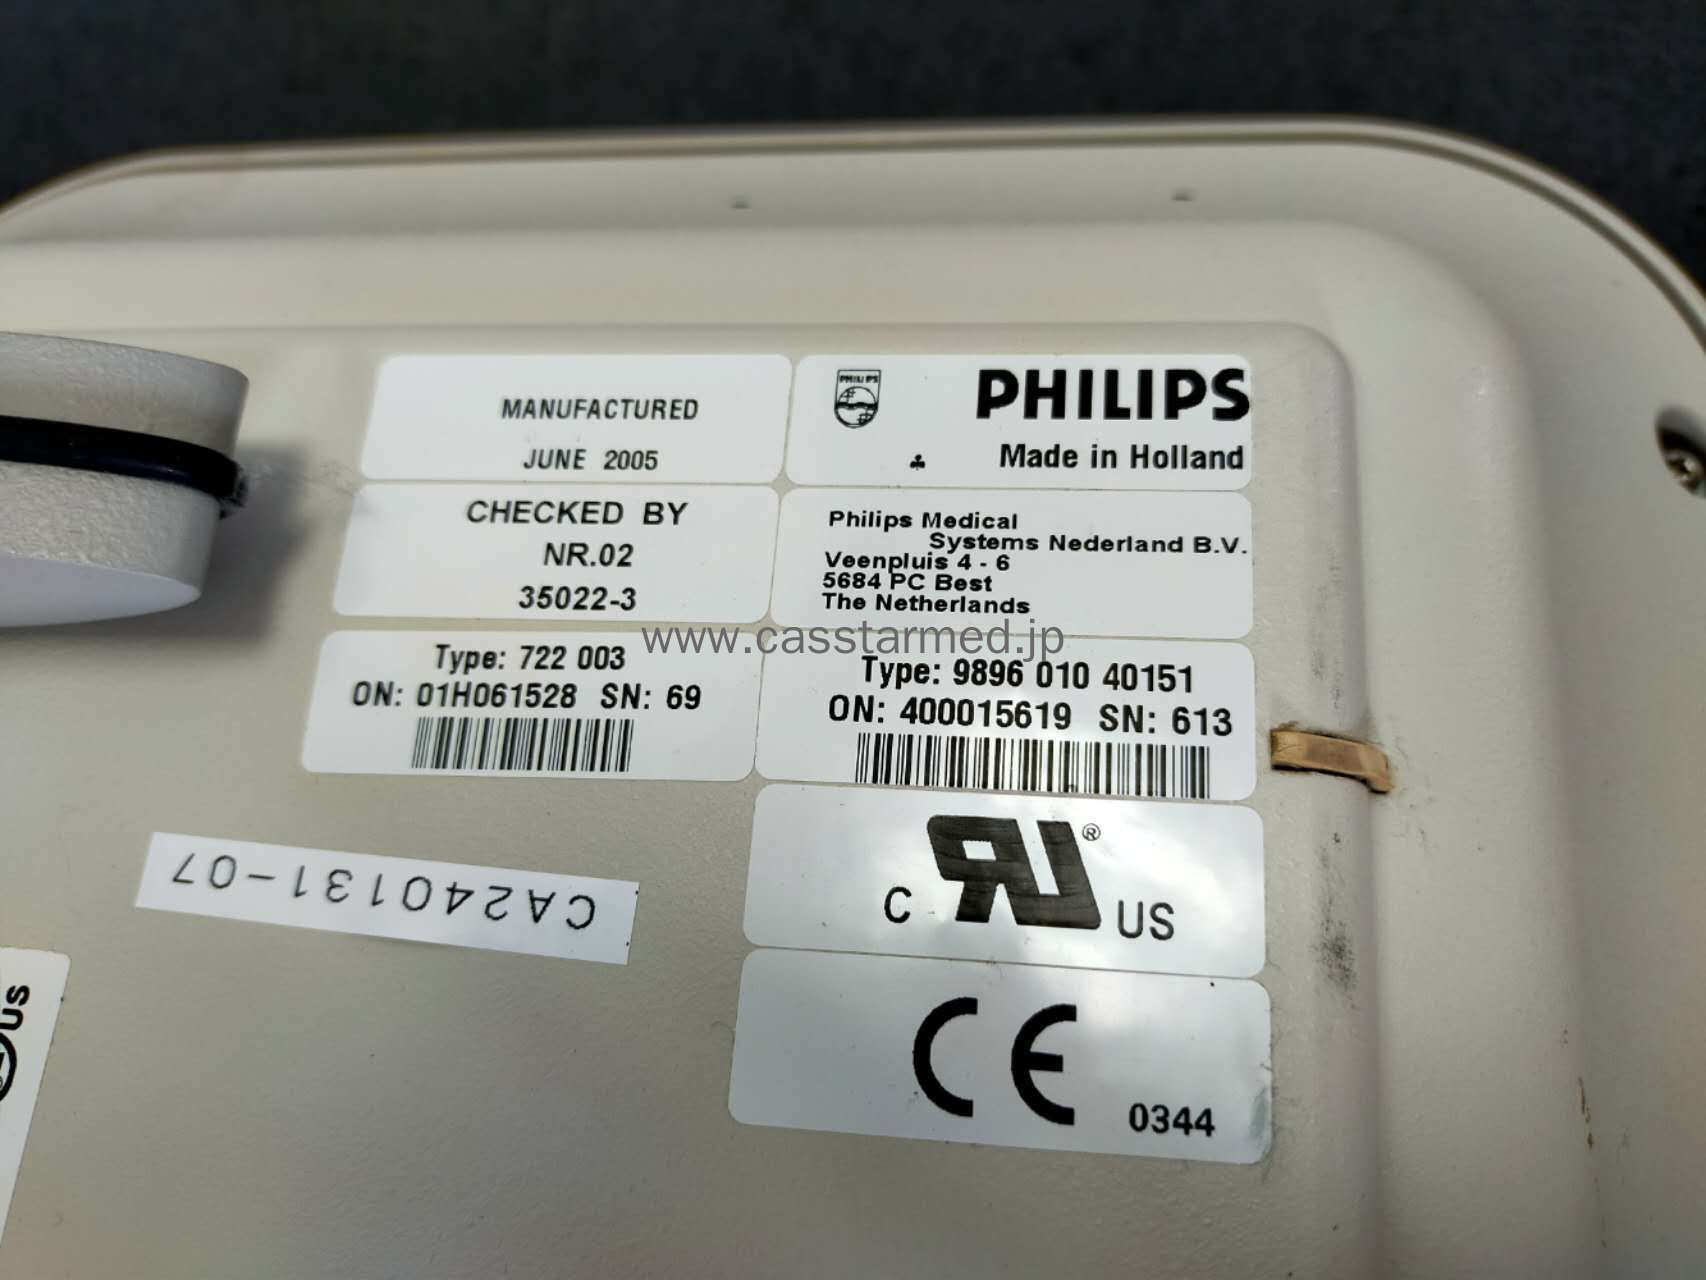 MANUFACTURED
JUNE 2005
PHILIPS
PHILIPS
Made in Holland
CHECKED BY
NR.02
35022-3
Philips Medical
Systems Nederland B.V.
Veenpluis 4 - 6
5684 PC Best
The Netherlands
www.casstarmed.jp
Type: 722 003
ON: 01H061528 SN: 69
Type: 9896 010 40151
ON: 400015619 SN: 613
C RU® US
CA240131-07
US
CE 0344